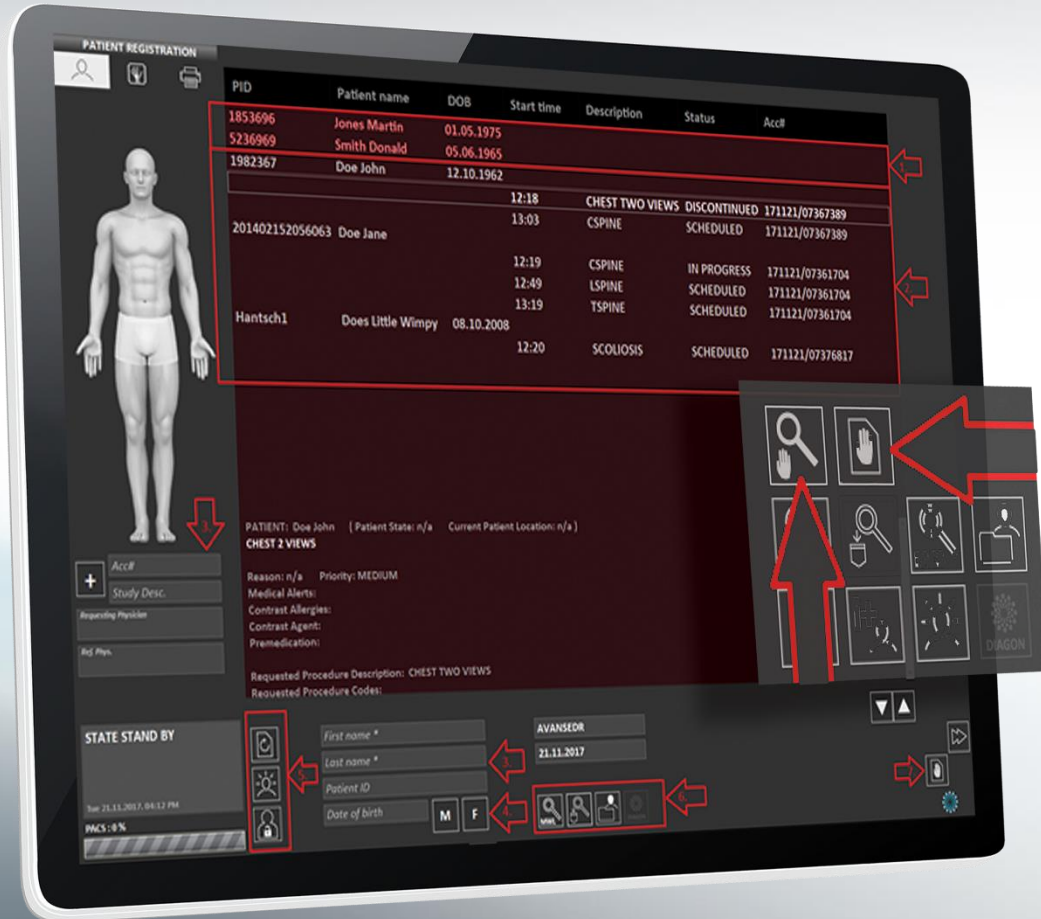 PATIENT REGISTRATION
PID Patient name DOB Start time Description Status Acc#
1853696 Jones Martin 01.05.1975
5236969 Smith Donald 05.06.1965
1982367 Doe John 12.10.1962
12:18 CHEST TWO VIEWS DISCONTINUED 171121/07367389
13:03 CSPINE SCHEDULED 171121/07367389
201402152056063 Doe Jane
12:19 CSPINE IN PROGRESS 171121/07361704
12:49 LSPINE SCHEDULED 171121/07361704
13:19 TSPINE SCHEDULED 171121/07361704
Hantsch1 Does Little Wimpy 08.10.2008
12:20 SCOLIOSIS SCHEDULED 171121/07376817
1.
2.
3.
PATIENT: Doe John ( Patient State: n/a Current Patient Location: n/a )
CHEST 2 VIEWS
Reason: n/a Priority: MEDIUM
Medical Alerts:
Contrast Allergies:
Contrast Agent:
Premedication:
Requested Procedure Description: CHEST TWO VIEWS
Requested Procedure Codes:
Acc#
Study Desc.
Requesting Physician
Ref. Phys.
DIAGON
STATE STAND BY
Tue 21.11.2017, 04:12 PM
PACS : 0 %
5.
First name *
Last name *
Patient ID
Date of birth
M F
3.
4.
AVANSEDR
21.11.2017
6.